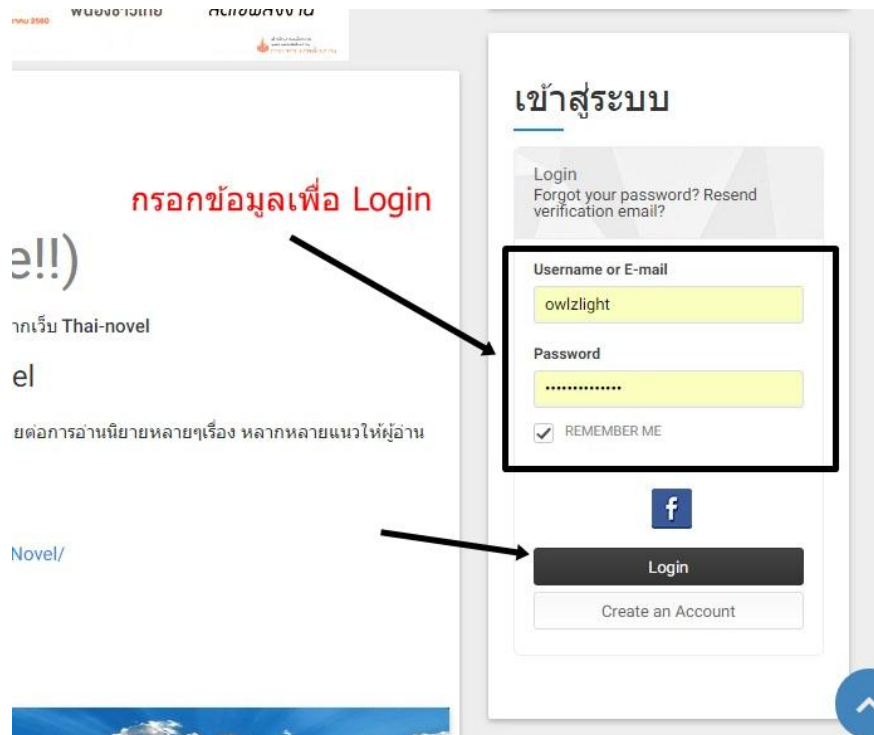 เข้าสู่ระบบ
Login
Forgot your password? Resend
verification email?
กรอกข้อมูลเพื่อ Login
e!!)
Username or E-mail
owlzlight
ากเว็บ Thai-novel
Password
el
••••••••••••••
ยต่อการอ่านนิยายหลายๆเรื่อง หลากหลายแนวให้ผู้อ่าน
REMEMBER ME
f
Novel/
Login
Create an Account